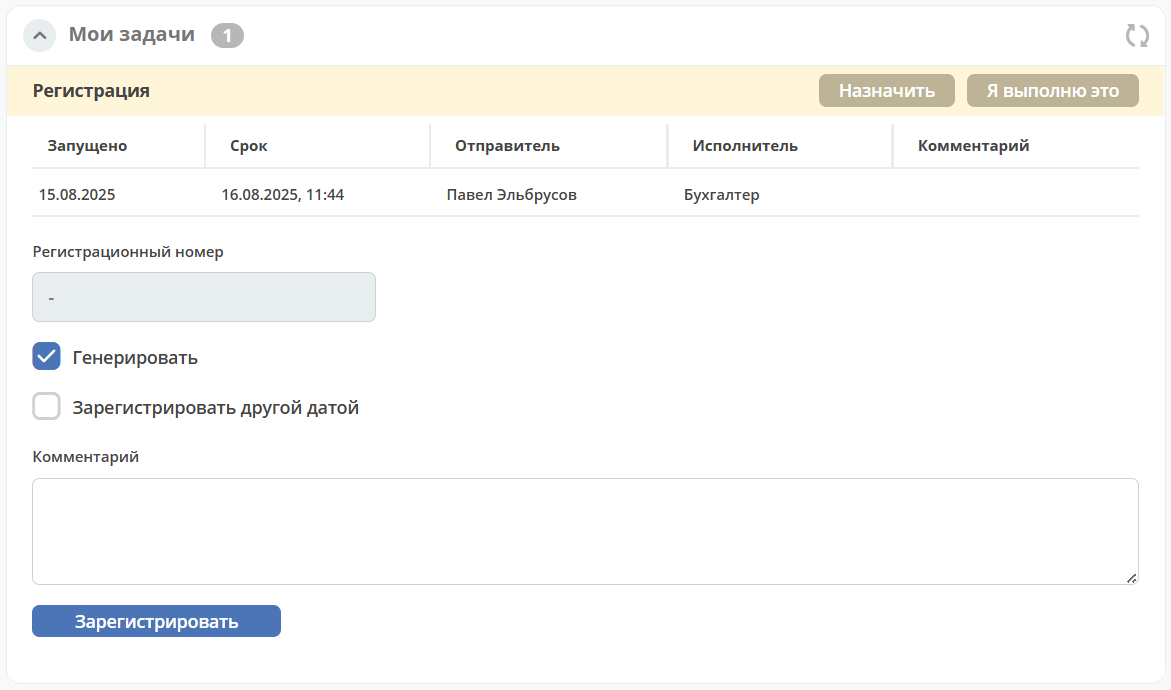 Мои задачи 1
Регистрация Назначить Я выполню это
Запущено Срок Отправитель Исполнитель Комментарий
15.08.2025 16.08.2025, 11:44 Павел Эльбрусов Бухгалтер
Регистрационный номер
-
Генерировать
Зарегистрировать другой датой
Комментарий
Зарегистрировать